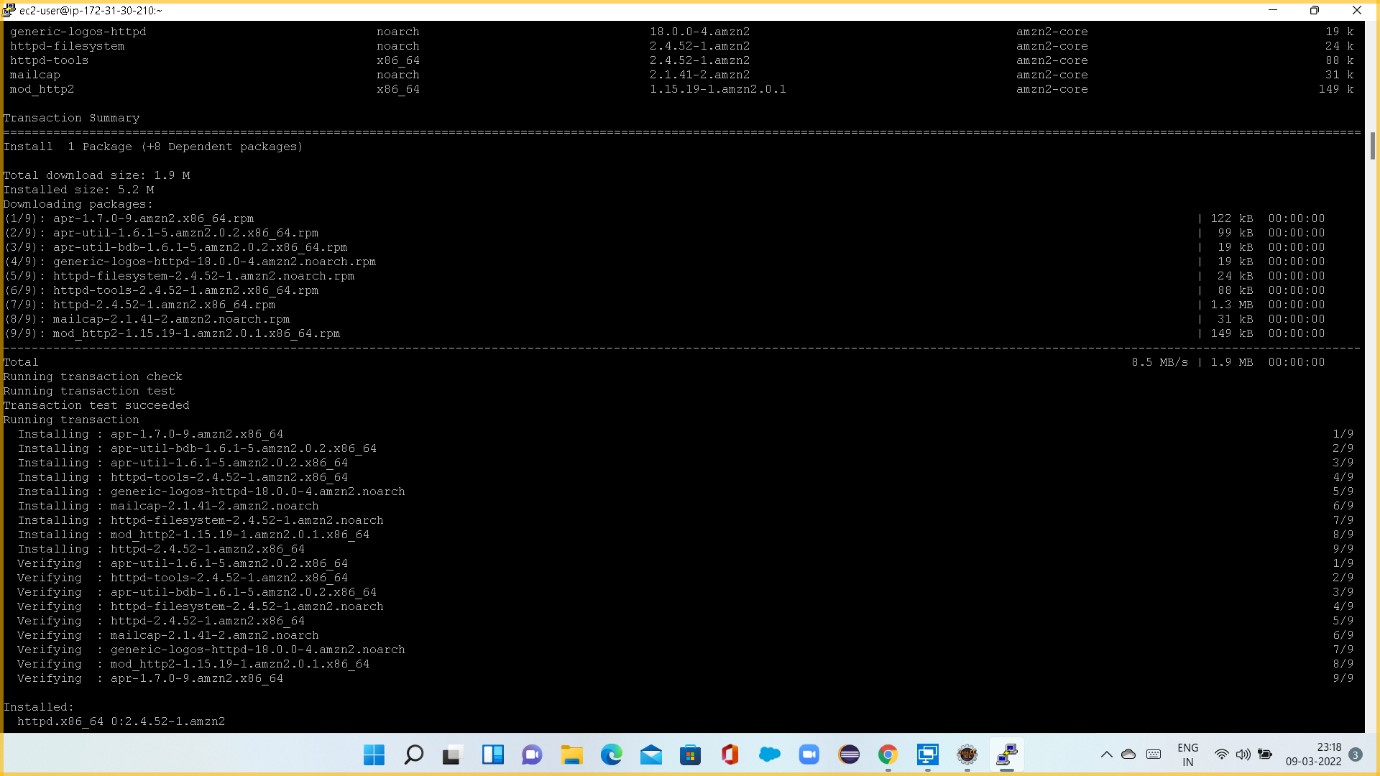 ec2-user@ip-172-31-30-210:~
generic-logos-httpd noarch 18.0.0-4.amzn2 amzn2-core 19 k
httpd-filesystem noarch 2.4.52-1.amzn2 amzn2-core 24 k
httpd-tools x86_64 2.4.52-1.amzn2 amzn2-core 88 k
mailcap noarch 2.1.41-2.amzn2 amzn2-core 31 k
mod_http2 x86_64 1.15.19-1.amzn2.0.1 amzn2-core 149 k
Transaction Summary
Install 1 Package (+8 Dependent packages)
Total download size: 1.9 M
Installed size: 5.2 M
Downloading packages:
(1/9): apr-1.7.0-9.amzn2.x86_64.rpm | 122 kB 00:00:00
(2/9): apr-util-1.6.1-5.amzn2.0.2.x86_64.rpm | 99 kB 00:00:00
(3/9): apr-util-bdb-1.6.1-5.amzn2.0.2.x86_64.rpm | 19 kB 00:00:00
(4/9): generic-logos-httpd-18.0.0-4.amzn2.noarch.rpm | 19 kB 00:00:00
(5/9): httpd-filesystem-2.4.52-1.amzn2.noarch.rpm | 24 kB 00:00:00
(6/9): httpd-tools-2.4.52-1.amzn2.x86_64.rpm | 88 kB 00:00:00
(7/9): httpd-2.4.52-1.amzn2.x86_64.rpm | 1.3 MB 00:00:00
(8/9): mailcap-2.1.41-2.amzn2.noarch.rpm | 31 kB 00:00:00
(9/9): mod_http2-1.15.19-1.amzn2.0.1.x86_64.rpm | 149 kB 00:00:00
Total 8.5 MB/s | 1.9 MB 00:00:00
Running transaction check
Running transaction test
Transaction test succeeded
Running transaction
Installing : apr-1.7.0-9.amzn2.x86_64 1/9
Installing : apr-util-bdb-1.6.1-5.amzn2.0.2.x86_64 2/9
Installing : apr-util-1.6.1-5.amzn2.0.2.x86_64 3/9
Installing : httpd-tools-2.4.52-1.amzn2.x86_64 4/9
Installing : generic-logos-httpd-18.0.0-4.amzn2.noarch 5/9
Installing : mailcap-2.1.41-2.amzn2.noarch 6/9
Installing : httpd-filesystem-2.4.52-1.amzn2.noarch 7/9
Installing : mod_http2-1.15.19-1.amzn2.0.1.x86_64 8/9
Installing : httpd-2.4.52-1.amzn2.x86_64 9/9
Verifying : apr-util-1.6.1-5.amzn2.0.2.x86_64 1/9
Verifying : httpd-tools-2.4.52-1.amzn2.x86_64 2/9
Verifying : apr-util-bdb-1.6.1-5.amzn2.0.2.x86_64 3/9
Verifying : httpd-filesystem-2.4.52-1.amzn2.noarch 4/9
Verifying : httpd-2.4.52-1.amzn2.x86_64 5/9
Verifying : mailcap-2.1.41-2.amzn2.noarch 6/9
Verifying : generic-logos-httpd-18.0.0-4.amzn2.noarch 7/9
Verifying : mod_http2-1.15.19-1.amzn2.0.1.x86_64 8/9
Verifying : apr-1.7.0-9.amzn2.x86_64 9/9
Installed:
httpd.x86_64 0:2.4.52-1.amzn2
ENG 23:18
IN 09-03-2022 3